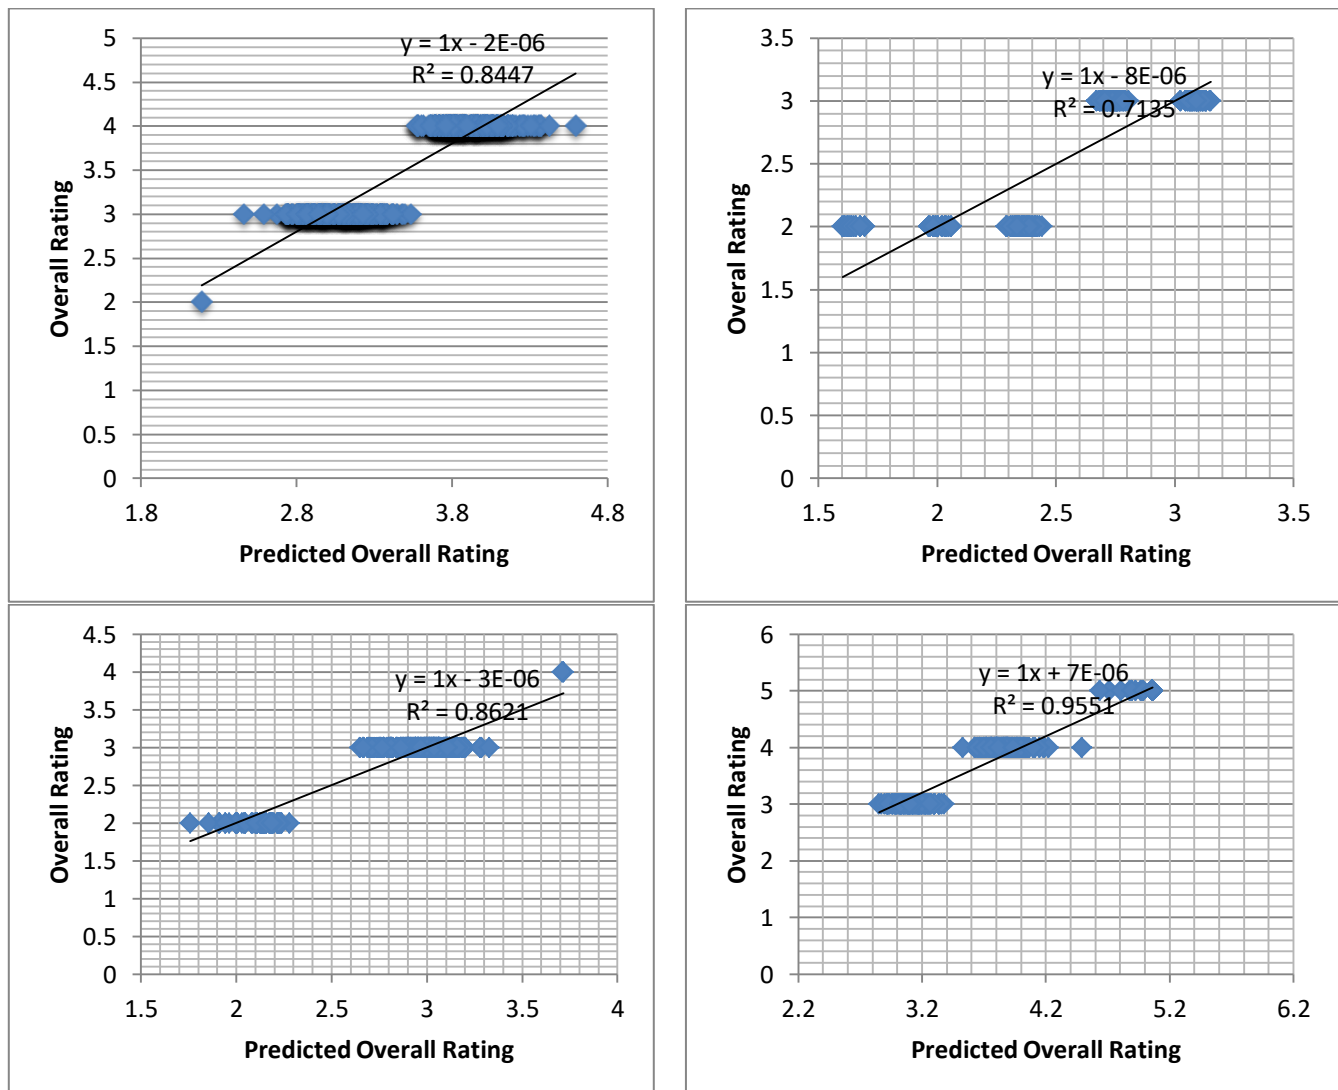 5
4.5
4
3.5
3
2.5
2
1.5
1
0.5
0
1.8 2.8 3.8 4.8
Overall Rating
Predicted Overall Rating
y = 1x - 2E-06
R² = 0.8447
3.5
3
2.5
2
1.5
1
0.5
0
1.5 2 2.5 3 3.5
Overal Rating
Predicted Overall Rating
y = 1x - 8E-06
R² = 0.7135
4.5
4
3.5
3
2.5
2
1.5
1
0.5
0
1.5 2 2.5 3 3.5 4
Overall Rating
Predicted Overall Rating
y = 1x - 3E-06
R² = 0.8621
6
5
4
3
2
1
0
2.2 3.2 4.2 5.2 6.2
Overall Rating
Predicted Overall Rating
y = 1x + 7E-06
R² = 0.9551